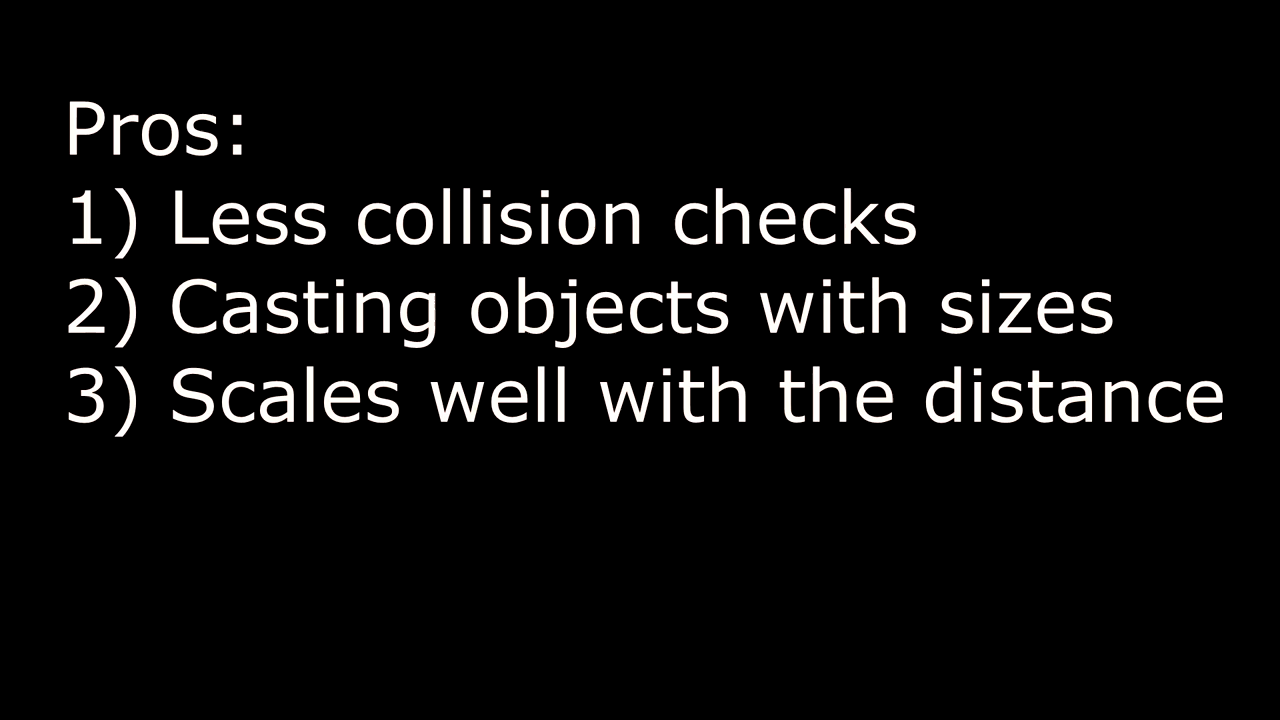 Pros:
1) Less collision checks
2) Casting objects with sizes
3) Scales well with the distance